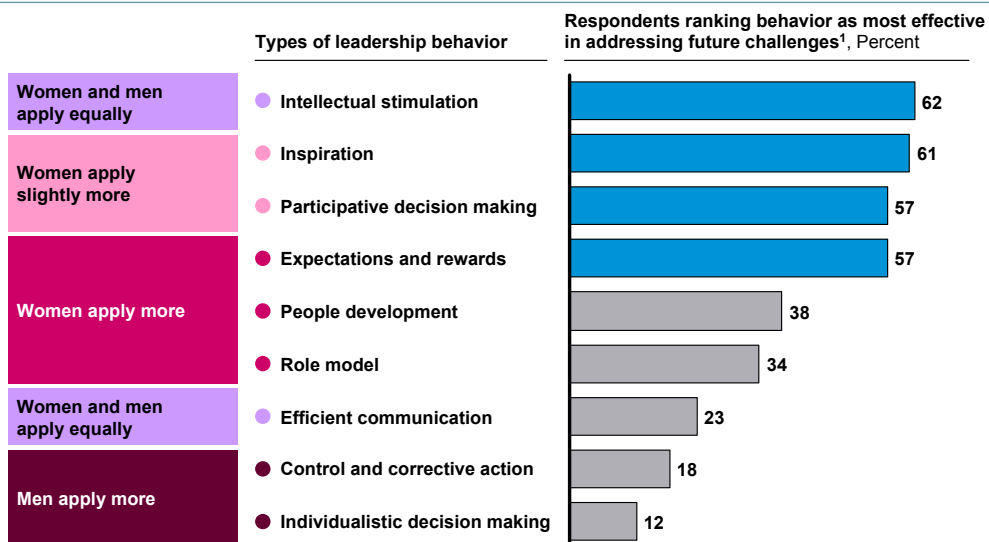 Types of leadership behavior
Respondents ranking behavior as most effective
in addressing future challenges¹, Percent
Women and men
apply equally
Intellectual stimulation
62
Women apply
slightly more
Inspiration
61
Participative decision making
57
Women apply more
Expectations and rewards
57
People development
38
Role model
34
Women and men
apply equally
Efficient communication
23
Men apply more
Control and corrective action
18
Individualistic decision making
12